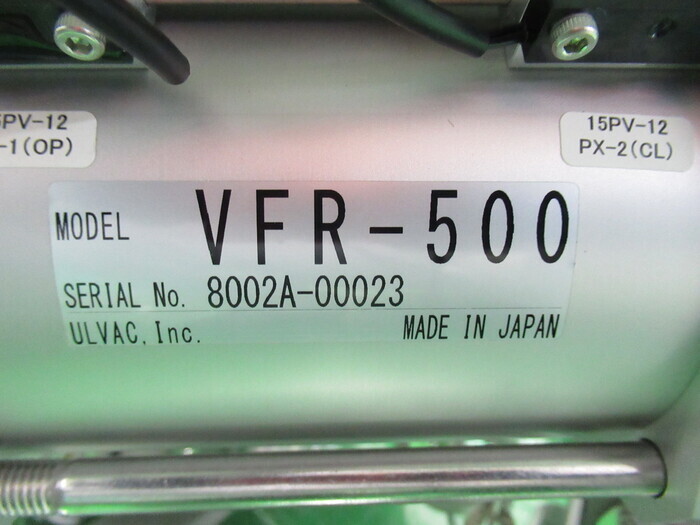 PV-12
-1(OP)
15PV-12
PX-2(CL)
MODEL VFR-500
SERIAL No. 8002A-00023
ULVAC, Inc. MADE IN JAPAN